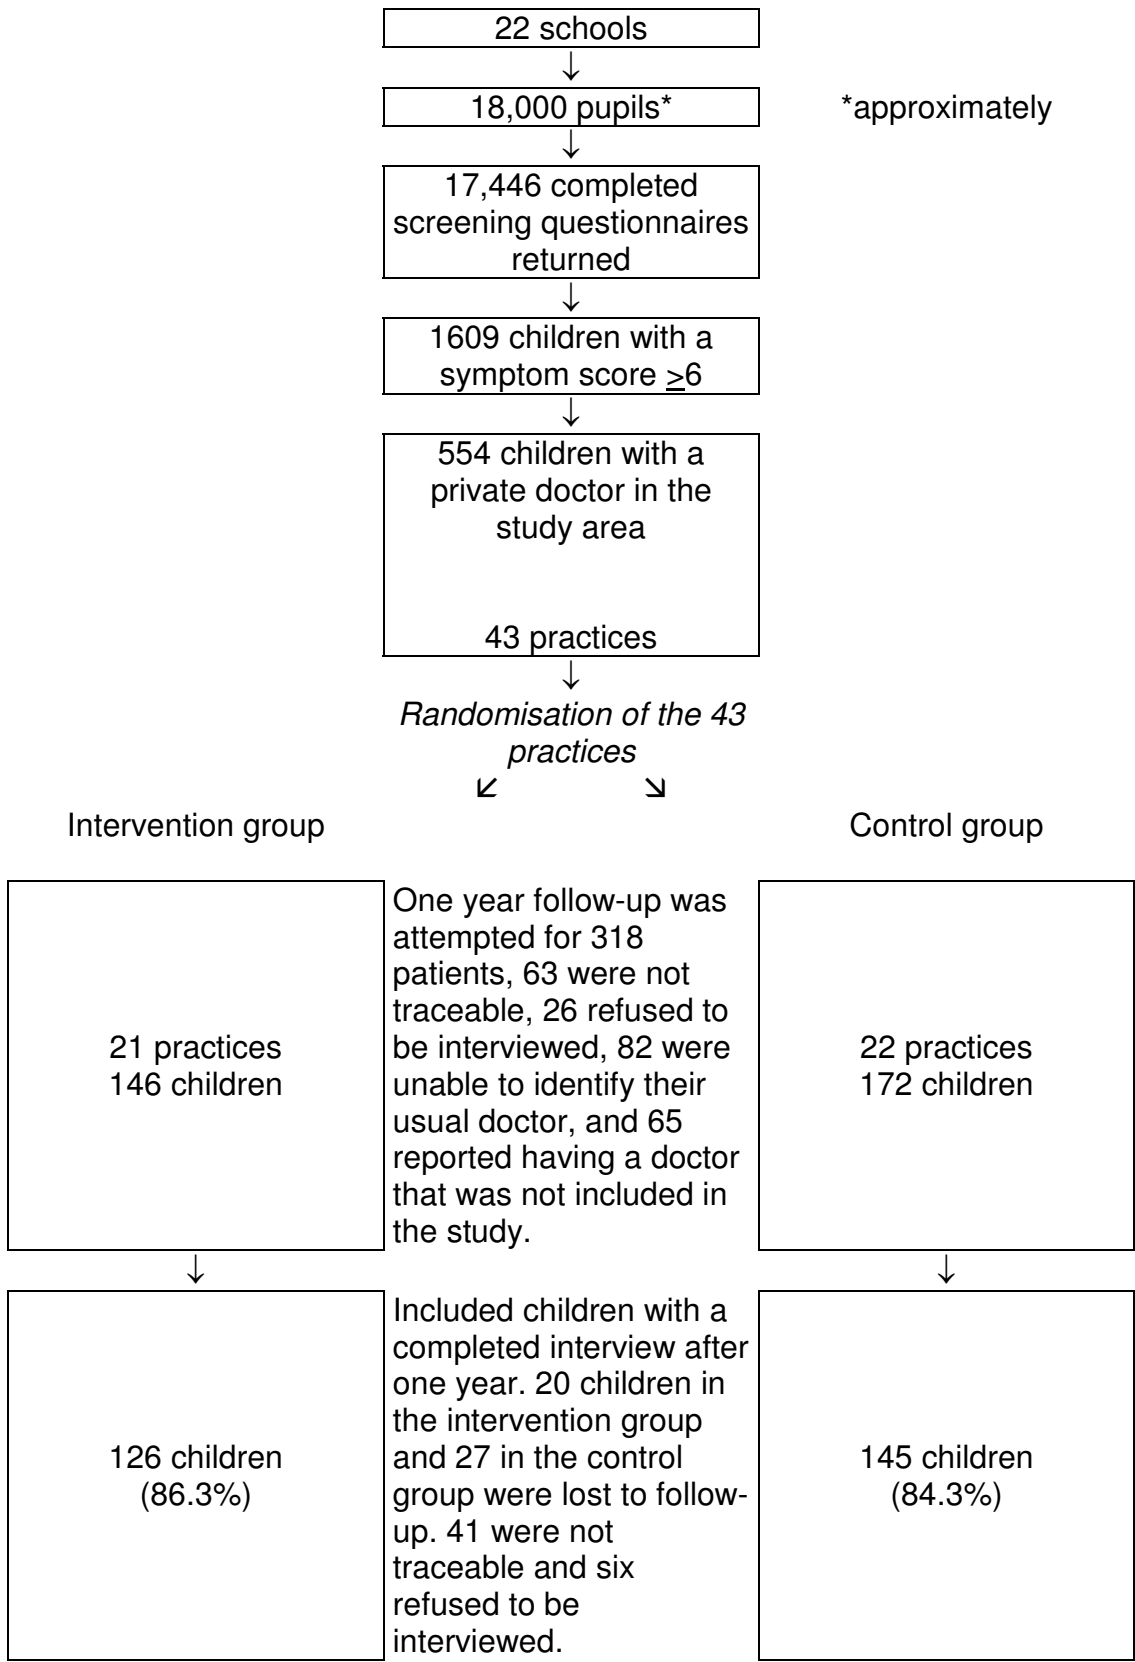 22 schools
↓
18,000 pupils*
*approximately
↓
17,446 completed
screening questionnaires
returned
↓
1609 children with a
symptom score ≥6
↓
554 children with a
private doctor in the
study area
43 practices
↓
Randomisation of the 43
practices
↙ ↘
Intervention group
Control group
21 practices
146 children
One year follow-up was
attempted for 318
patients, 63 were not
traceable, 26 refused to
be interviewed, 82 were
unable to identify their
usual doctor, and 65
reported having a doctor
that was not included in
the study.
22 practices
172 children
↓ ↓
126 children
(86.3%)
Included children with a
completed interview after
one year. 20 children in
the intervention group
and 27 in the control
group were lost to follow-
up. 41 were not
traceable and six
refused to be
interviewed.
145 children
(84.3%)